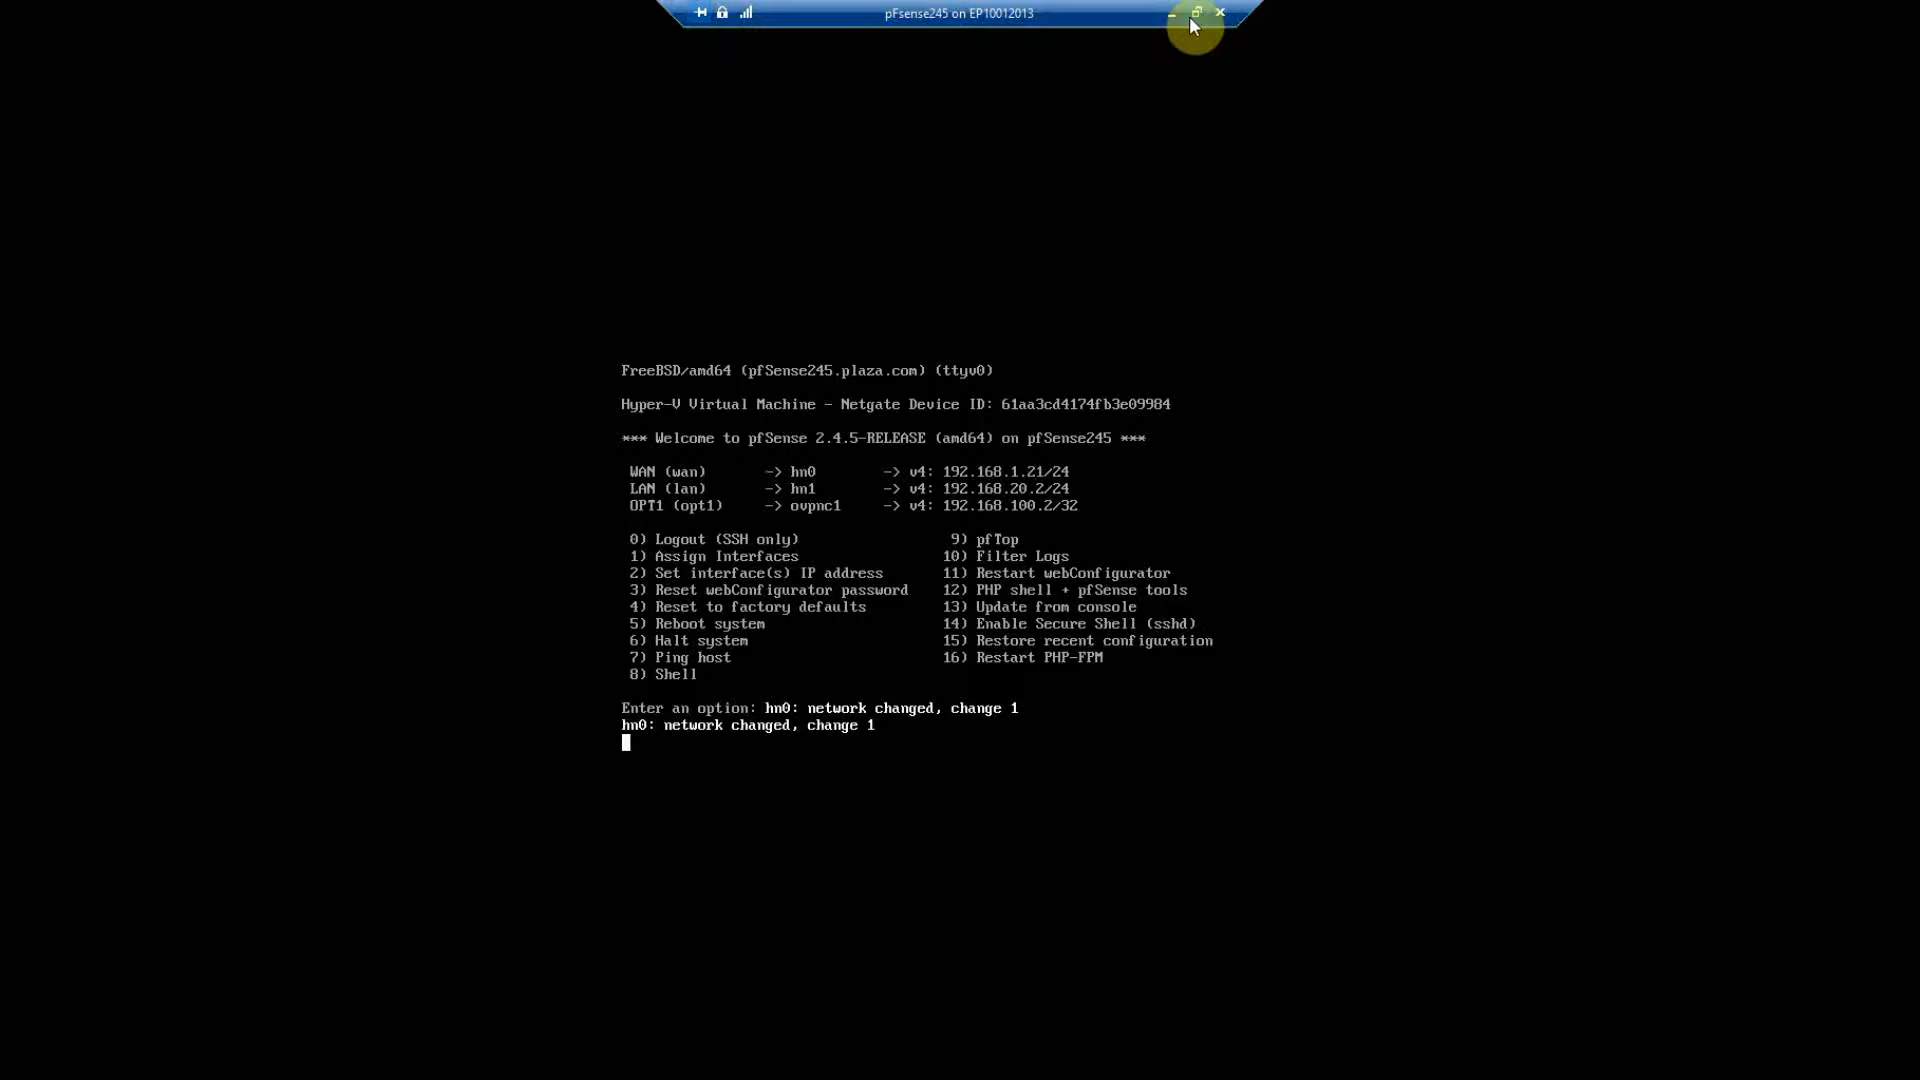 pFsense245 on EP10012013
FreeBSD/amd64 (pfSense245.plaza.com) (ttyv0)
Hyper-V Virtual Machine - Netgate Device ID: 61aa3cd4174fb3e09984
*** Welcome to pfSense 2.4.5-RELEASE (amd64) on pfSense245 ***
WAN (wan) -> hn0 -> v4: 192.168.1.21/24
LAN (lan) -> hn1 -> v4: 192.168.20.2/24
OPT1 (opt1) -> ovpnc1 -> v4: 192.168.100.2/32
0) Logout (SSH only) 9) pfTop
1) Assign Interfaces 10) Filter Logs
2) Set interface(s) IP address 11) Restart webConfigurator
3) Reset webConfigurator password 12) PHP shell + pfSense tools
4) Reset to factory defaults 13) Update from console
5) Reboot system 14) Enable Secure Shell (sshd)
6) Halt system 15) Restore recent configuration
7) Ping host 16) Restart PHP-FPM
8) Shell
Enter an option: hn0: network changed, change 1
hn0: network changed, change 1